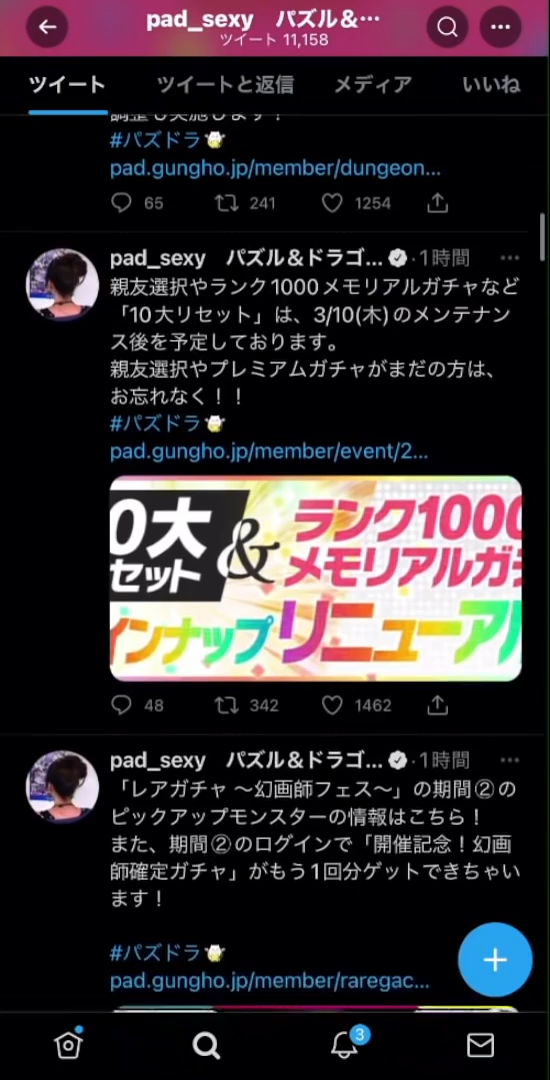 pad_sexy　パズル＆…
ツイート 11,158
ツイート
ツイートと返信
メディア
いいね
調整も実施します！
#パズドラ
pad.gungho.jp/member/dungeon...
65
241
1254
pad_sexy　パズル＆ドラゴ... · 1時間
親友選択やランク1000メモリアルガチャなど
「10大リセット」は、3/10(木)のメンテナン
ス後を予定しております。
親友選択やプレミアムガチャがまだの方は、
お忘れなく！！
#パズドラ
pad.gungho.jp/member/event/2...
0大
セット
&
ランク1000
メモリアルガ
インナップリニューアル
48
342
1462
pad_sexy　パズル＆ドラゴ... · 1時間
「レアガチャ ～幻画師フェス～」の期間②の
ピックアップモンスターの情報はこちら！
また、期間②のログインで「開催記念！幻画
師確定ガチャ」がもう1回分ゲットできちゃい
ます！
#パズドラ
pad.gungho.jp/member/raregac...
3